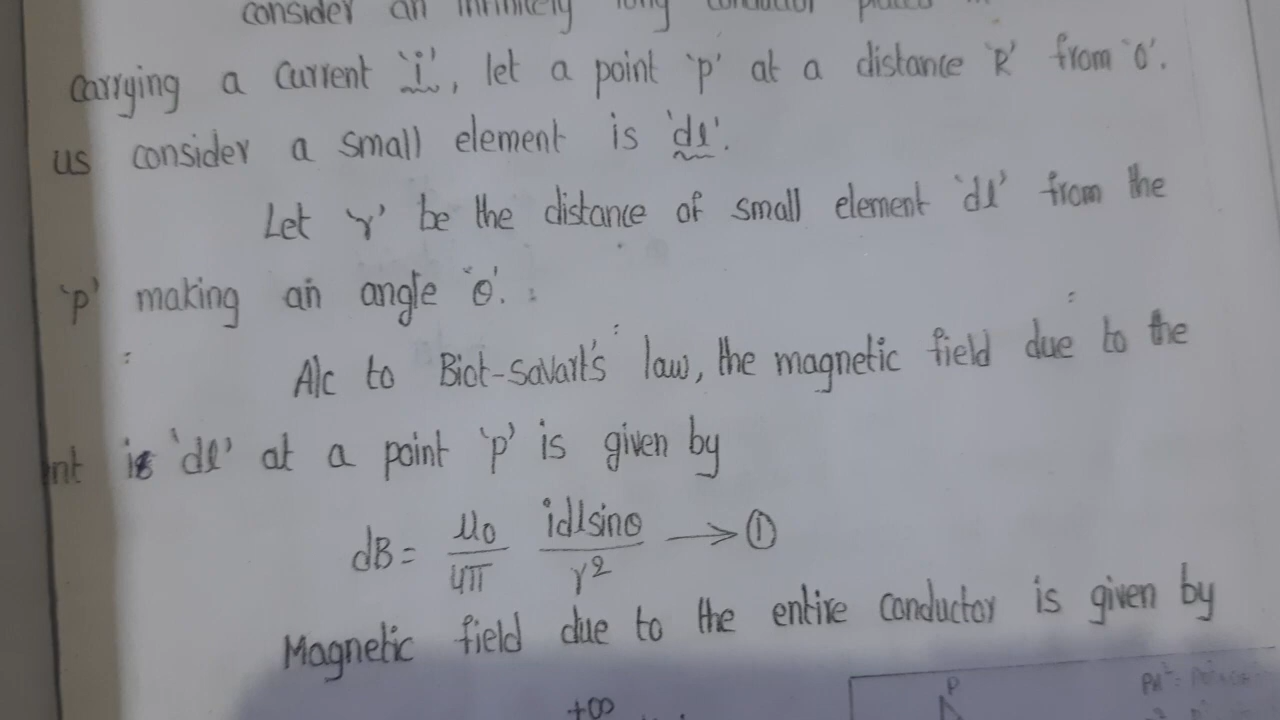 consider an infinitely long conductor placed
carrying a current 'i', let a point 'p' at a distance 'R' from 'o'.
us consider a small element is 'dl'.
Let 'r' be the distance of small element 'dl' from the
'p' making an angle 'θ'.
A/c to Biot-savart's law, the magnetic field due to the
nt is 'dl' at a point 'p' is given by
dB = μ0/4π idlsinθ/r² → ①
Magnetic field due to the entire conductor is given by
+∞
P